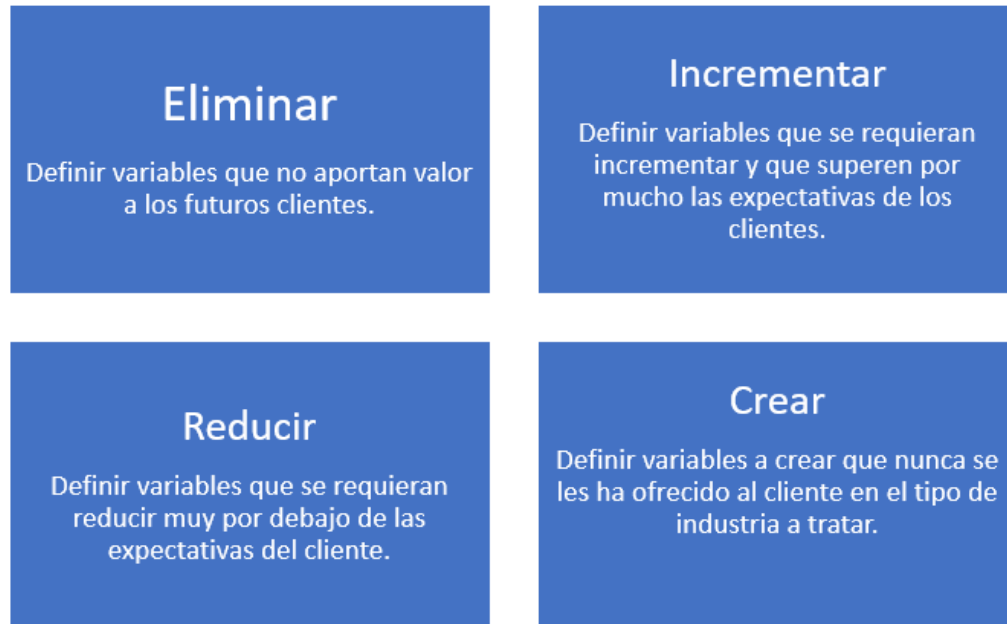 Eliminar
Definir variables que no aportan valor
a los futuros clientes.
Incrementar
Definir variables que se requieran
incrementar y que superen por
mucho las expectativas de los
clientes.
Reducir
Definir variables que se requieran
reducir muy por debajo de las
expectativas del cliente.
Crear
Definir variables a crear que nunca se
les ha ofrecido al cliente en el tipo de
industria a tratar.